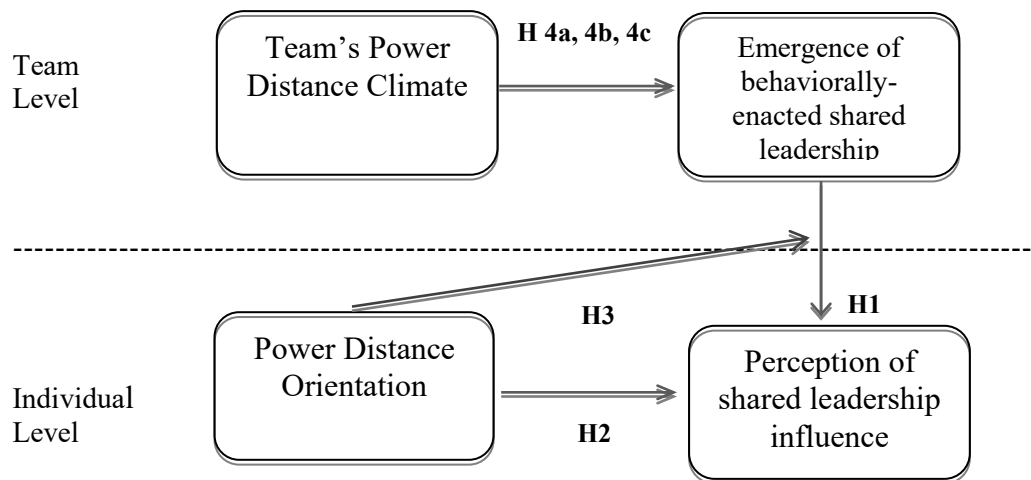 Team
Level
Team’s Power
Distance Climate
H 4a, 4b, 4c
Emergence of
behaviorally-
enacted shared
leadership
H3
H1
Individual
Level
Power Distance
Orientation
H2
Perception of
shared leadership
influence